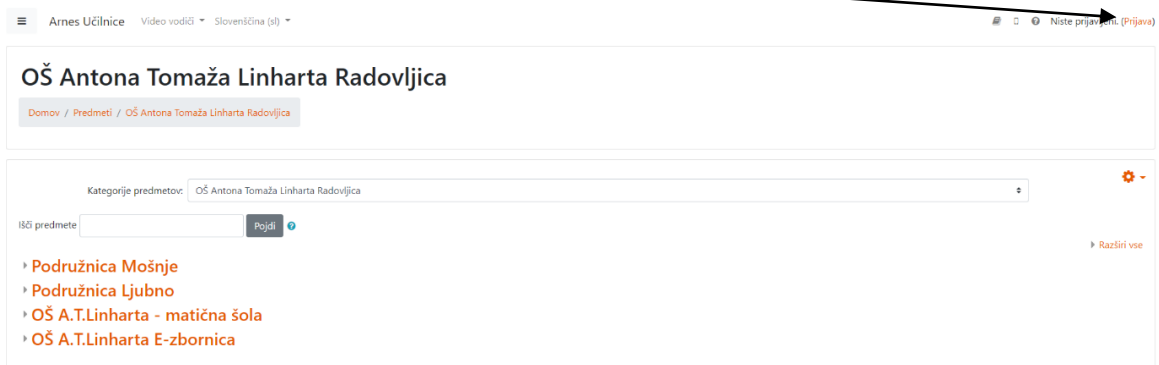 Arnes Učilnice Video vodiči Slovenščina (sl) Niste prijavljeni. (Prijava)
OŠ Antona Tomaža Linharta Radovljica
Domov / Predmeti / OŠ Antona Tomaža Linharta Radovljica
Kategorije predmetov: OŠ Antona Tomaža Linharta Radovljica
Išči predmete Pojdi
Razširi vse
Podružnica Mošnje
Podružnica Ljubno
OŠ A.T.Linharta - matična šola
OŠ A.T.Linharta E-zbornica